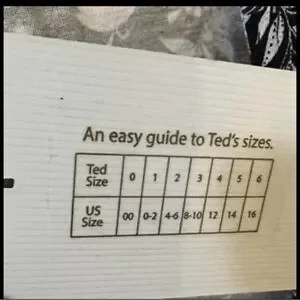 An easy guide to Ted's sizes.
Ted Size 0 1 2 3 4 5 6
US Size 00 0-2 4-6 8-10 12 14 16